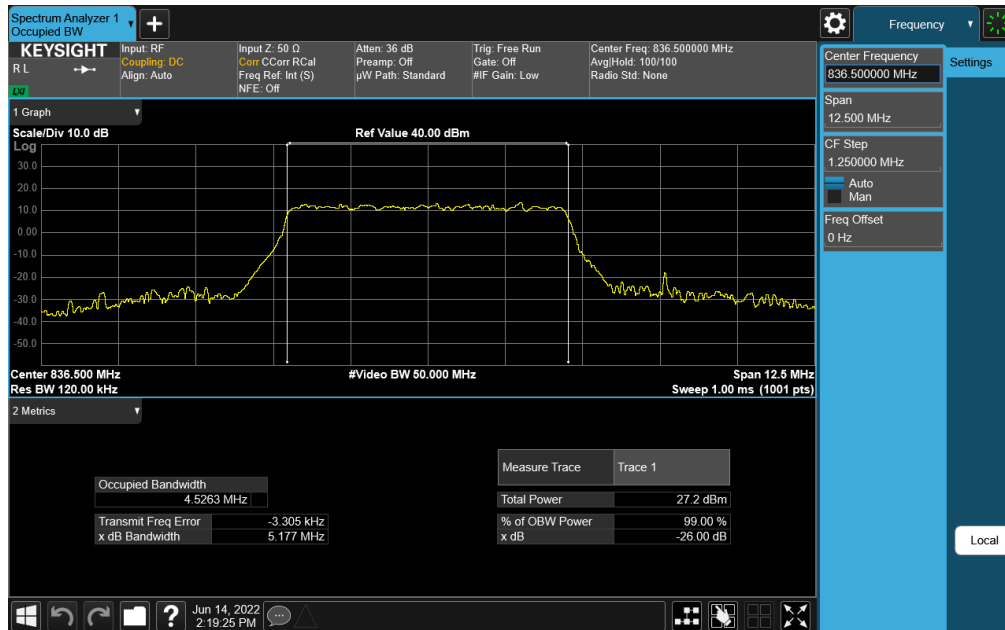 Spectrum Analyzer 1
Occupied BW
Frequency
KEYSIGHT
R L
LXI
Input: RF
Coupling: DC
Align: Auto
Input Z: 50 Ω
Corr CCorr RCal
Freq Ref: Int (S)
NFE: Off
Atten: 36 dB
Preamp: Off
µW Path: Standard
Trig: Free Run
Gate: Off
#IF Gain: Low
Center Freq: 836.500000 MHz
Avg|Hold: 100/100
Radio Std: None
Center Frequency
836.500000 MHz
Settings
Span
12.500 MHz
CF Step
1.250000 MHz
Auto
Man
Freq Offset
0 Hz
1 Graph
Scale/Div 10.0 dB
Ref Value 40.00 dBm
Log
30.0
20.0
10.0
0.00
-10.0
-20.0
-30.0
-40.0
-50.0
Center 836.500 MHz
#Video BW 50.000 MHz
Span 12.5 MHz
Res BW 120.00 kHz
Sweep 1.00 ms (1001 pts)
2 Metrics
Measure Trace Trace 1
Occupied Bandwidth
4.5263 MHz
Total Power 27.2 dBm
Transmit Freq Error -3.305 kHz
% of OBW Power 99.00 %
x dB Bandwidth 5.177 MHz
x dB -26.00 dB
Local
Jun 14, 2022
2:19:25 PM